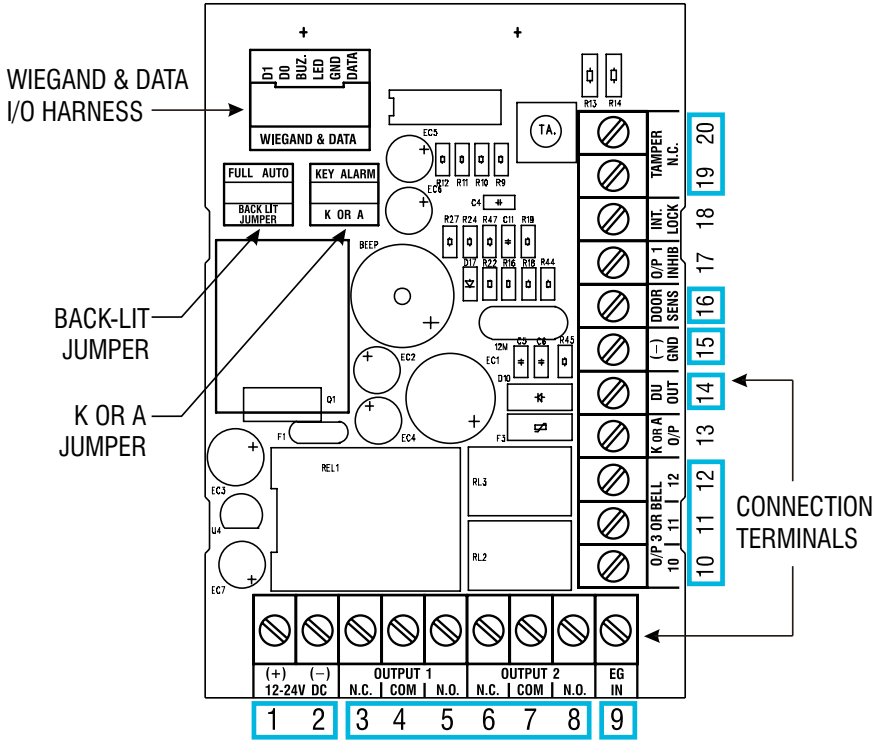 D1
D0
BUZ.
LED
GND
DATA
WIEGAND & DATA
I/O HARNESS
WIEGAND & DATA
EC5
TA.
R13 R14
R12 R11 R10 R9
FULL AUTO
BACK LIT
JUMPER
KEY ALARM
K OR A
EC6
C4
R27 R24 R47 C11 R19
BEEP
D17 R22 R16 R18 R44
BACK-LIT
JUMPER
12M
C5 C6 R45
EC2
EC1
D10
K OR A
JUMPER
Q1
F1
EC4
F3
EC3
REL1
RL3
U4
RL2
EC7
TAMPER
N.C.
20
19
INT.
LOCK
18
O/P 1
INHIB
17
DOOR
SENS
16
(−)
GND
15
DU
OUT
14
K OR A
O/P
13
O/P 3 OR BELL
10 11 12
12
11
10
CONNECTION
TERMINALS
(+) (−) OUTPUT 1 OUTPUT 2 EG
12-24V DC N.C. COM N.O. N.C. COM N.O. IN
1 2 3 4 5 6 7 8 9